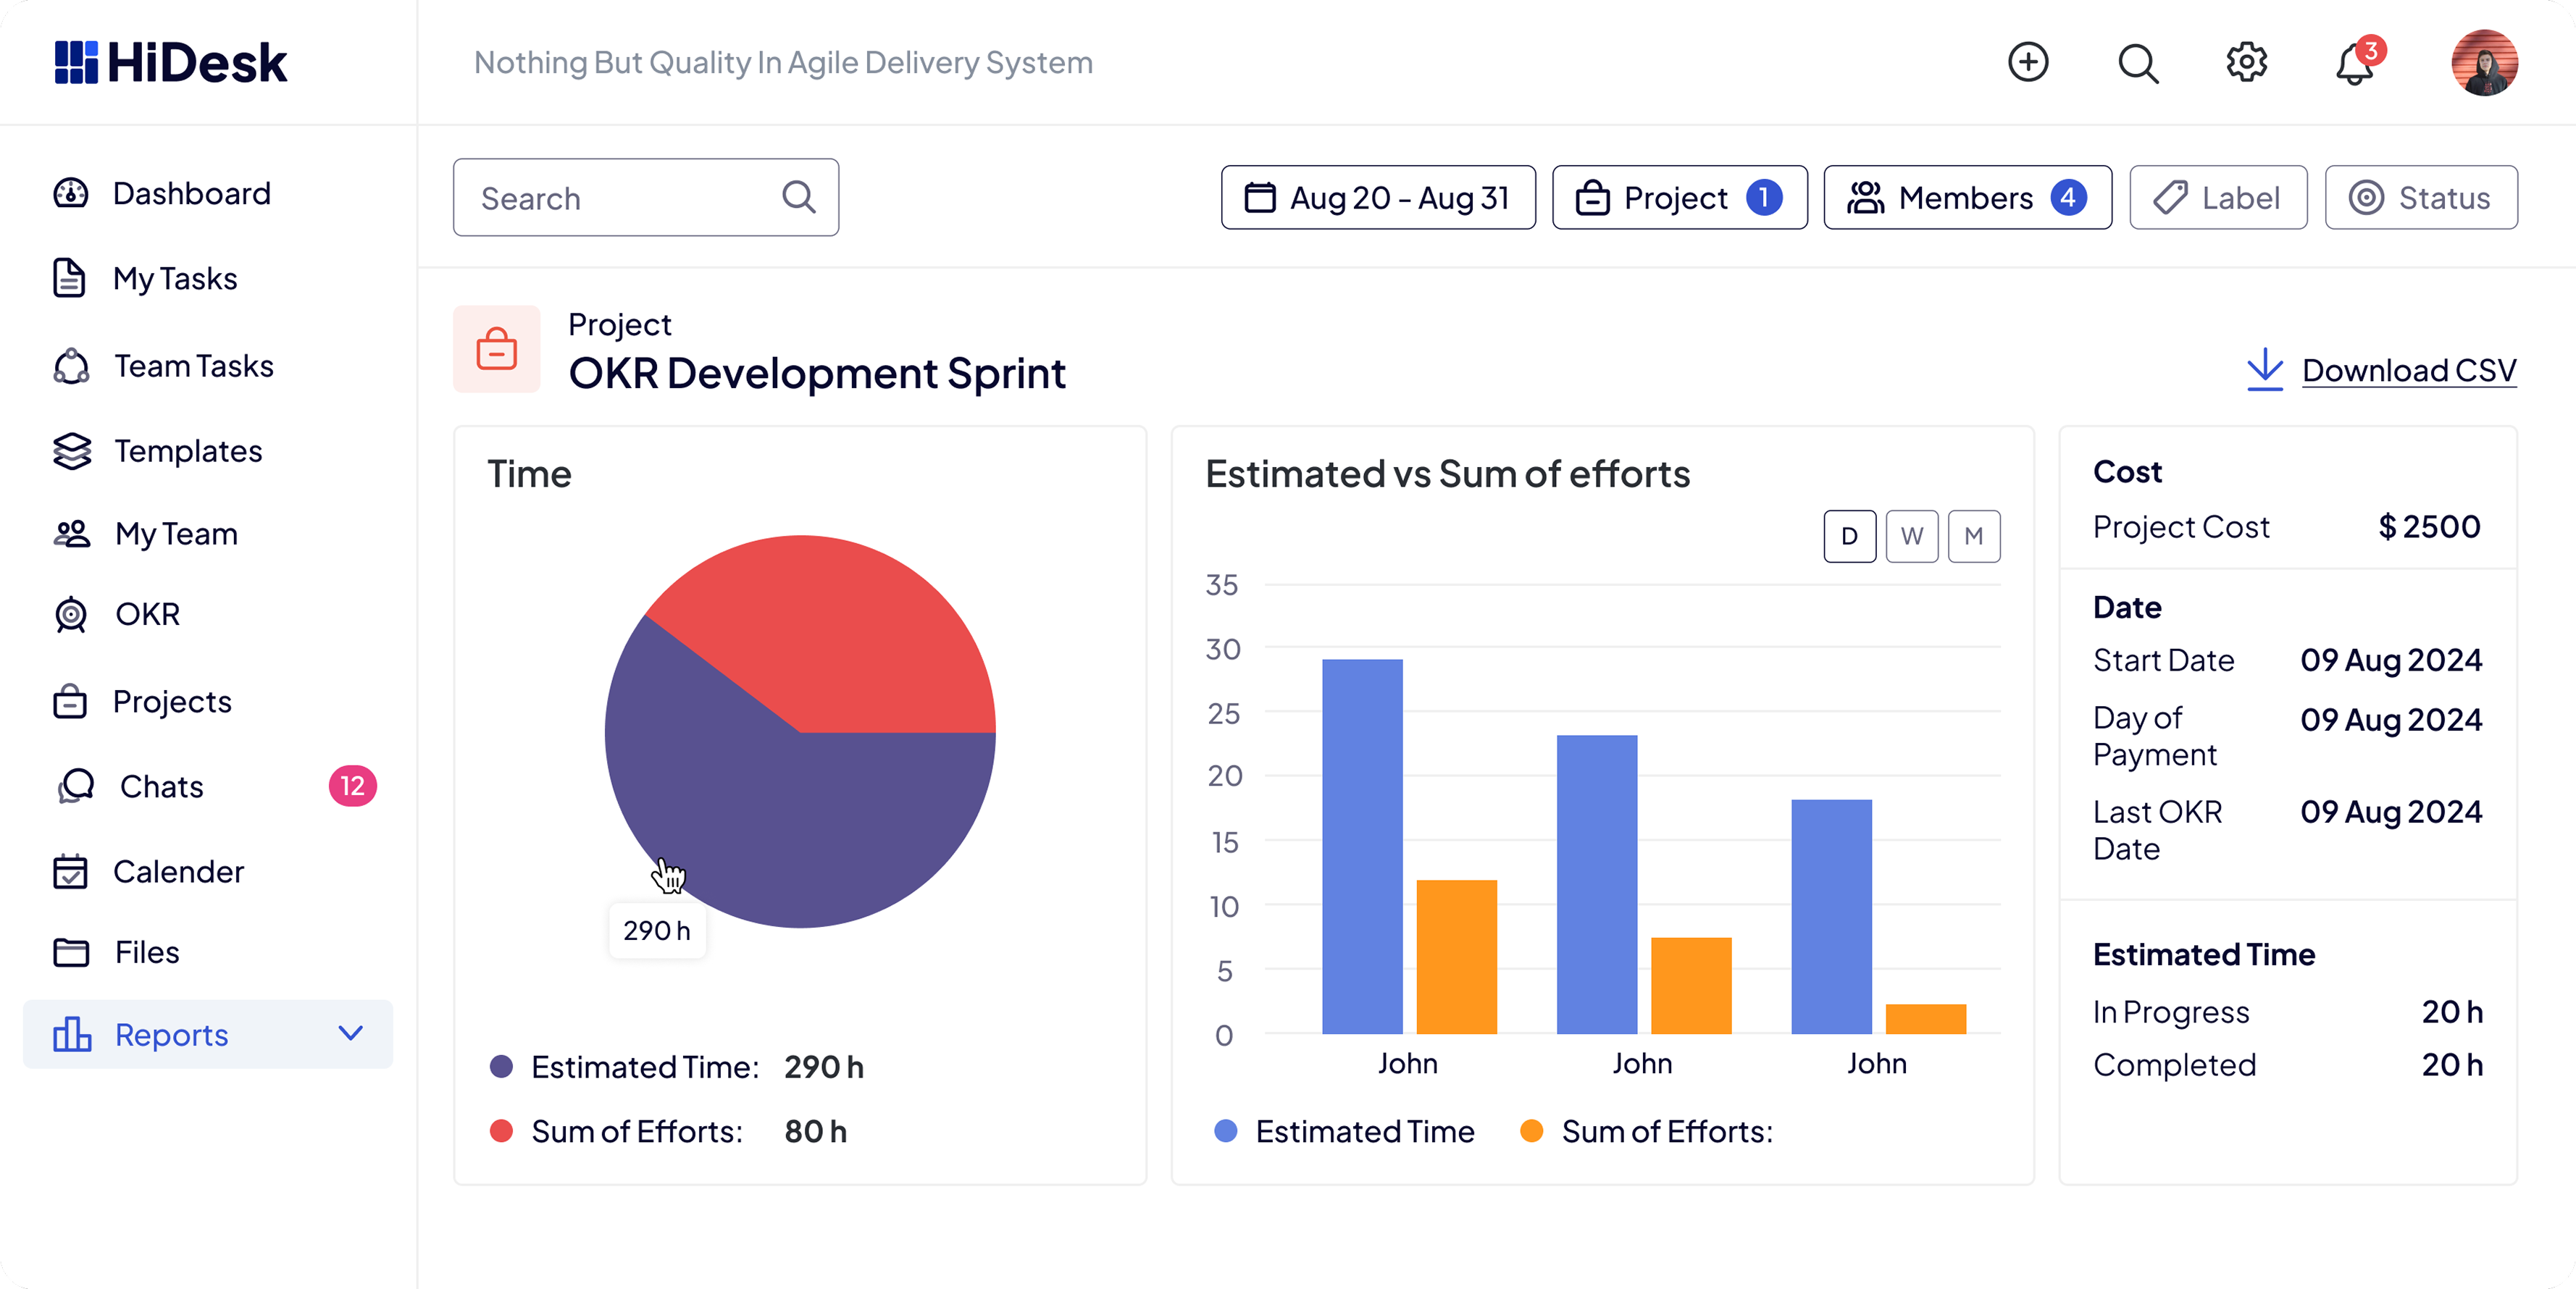 HiDesk
Nothing But Quality In Agile Delivery System
3
Dashboard
My Tasks
Team Tasks
Templates
My Team
OKR
Projects
Chats 12
Calender
Files
Reports
Search
Aug 20 - Aug 31
Project 1
Members 4
Label
Status
Project
OKR Development Sprint
Download CSV
Time
290 h
Estimated Time: 290 h
Sum of Efforts: 80 h
Estimated vs Sum of efforts
D W M
35
30
25
20
15
10
5
0
John John John
Estimated Time Sum of Efforts:
Cost
Project Cost $ 2500
Date
Start Date 09 Aug 2024
Day of 09 Aug 2024
Payment
Last OKR 09 Aug 2024
Date
Estimated Time
In Progress 20 h
Completed 20 h